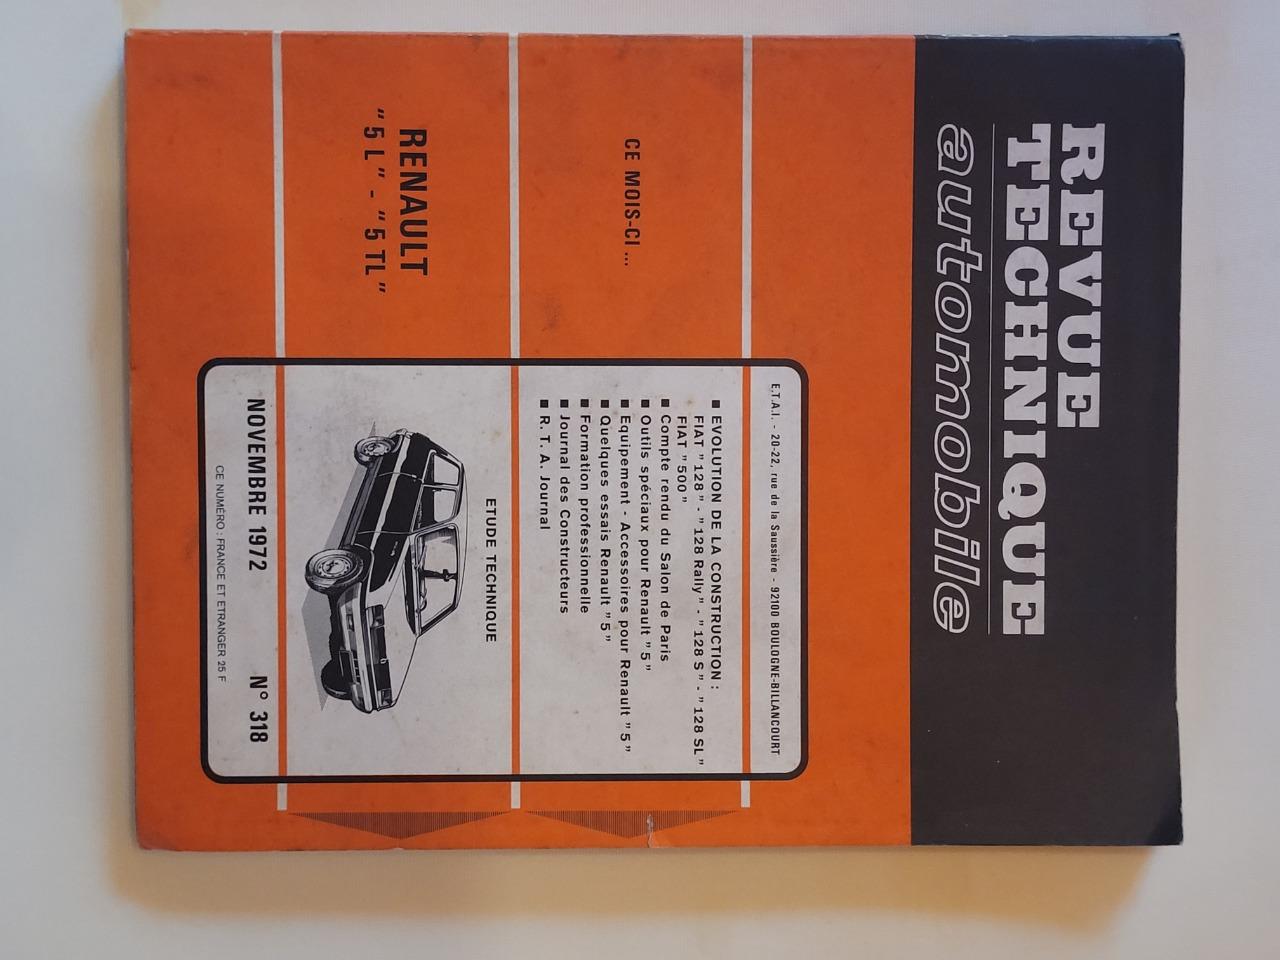 REVUE
TECHNIQUE
automobile
E.T.A.I. - 20-22, rue de la Saussière - 92100 BOULOGNE-BILLANCOURT
CE MOIS-CI ...
■ EVOLUTION DE LA CONSTRUCTION :
FIAT " 128 " - " 128 Rally " - " 128 S " - " 128 SL "
FIAT " 500 "
■ Compte rendu du Salon de Paris
■ Outils spéciaux pour Renault " 5 "
■ Equipement - Accessoires pour Renault " 5 "
■ Quelques essais Renault " 5 "
■ Formation professionnelle
■ Journal des Constructeurs
■ R. T. A. Journal
RENAULT
" 5 L " - " 5 TL "
ETUDE TECHNIQUE
NOVEMBRE 1972 N° 318
CE NUMÉRO : FRANCE ET ETRANGER 25 F